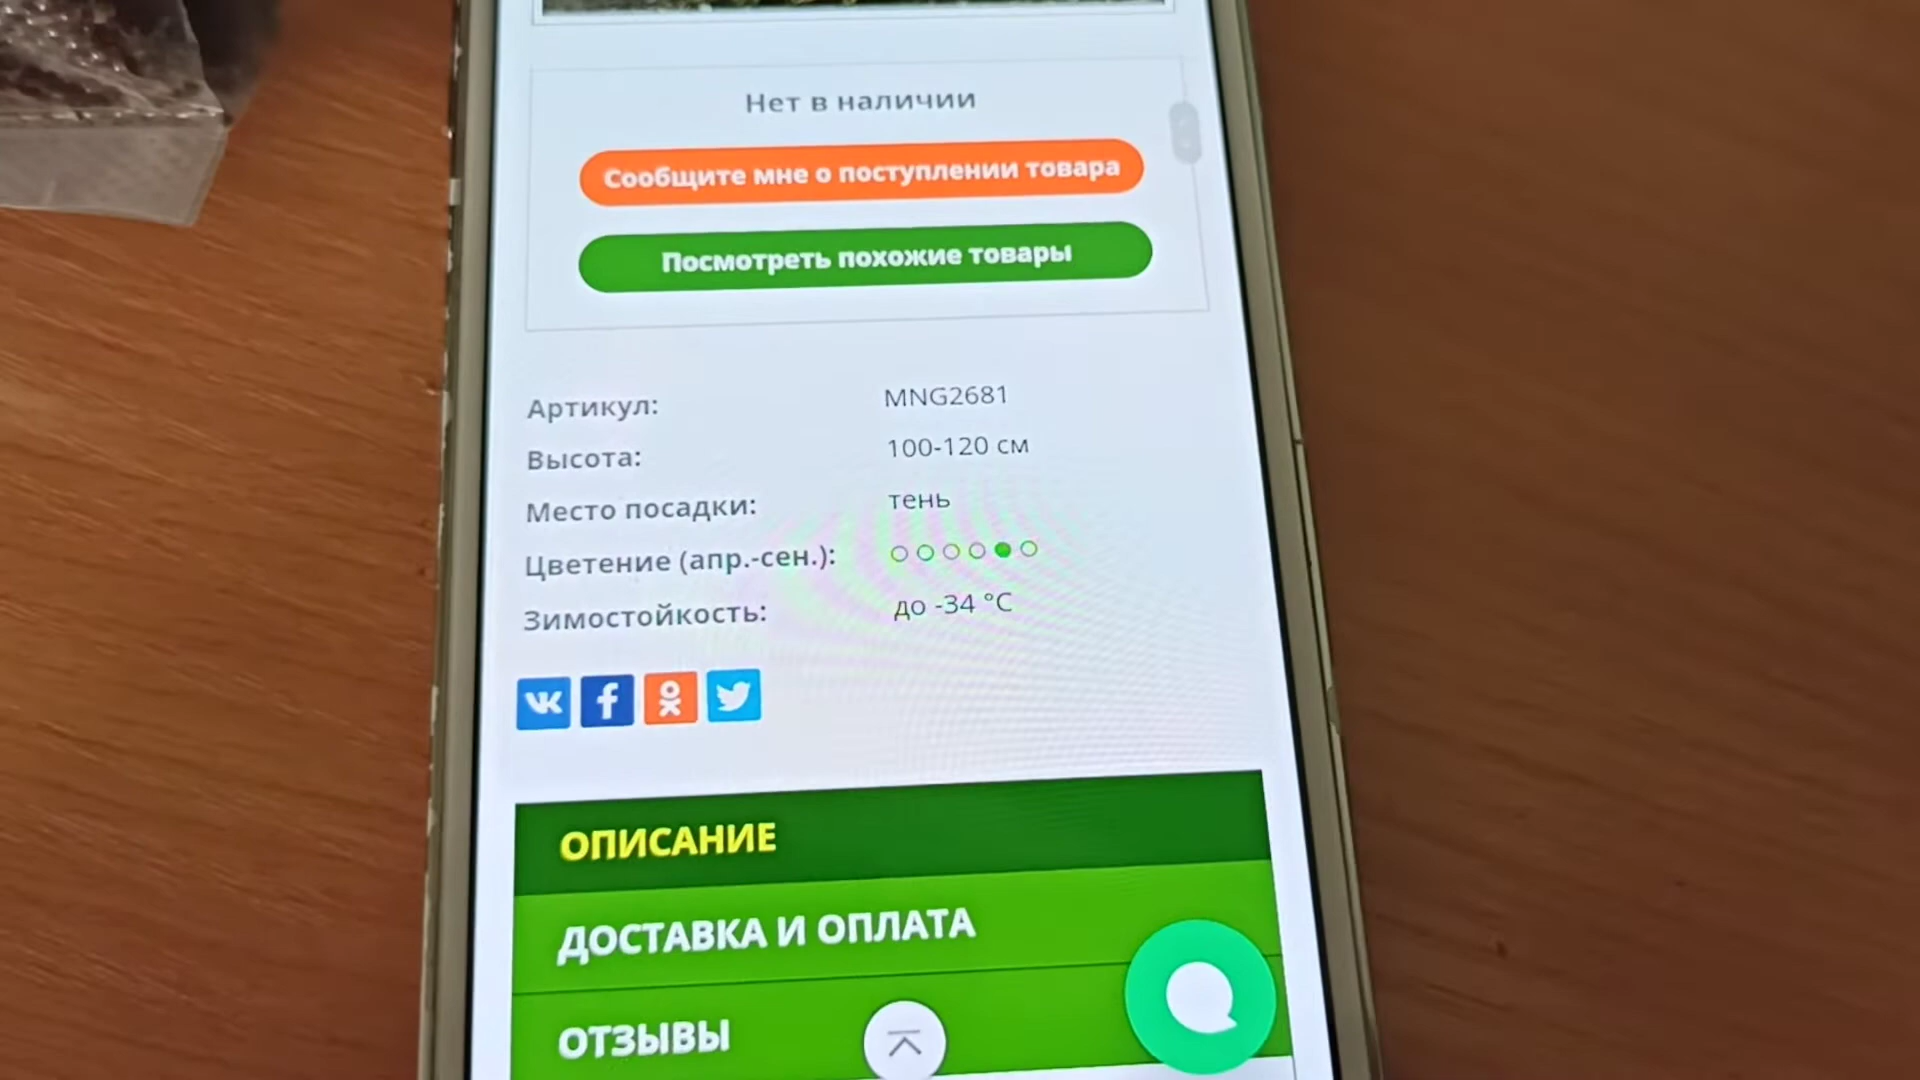 Нет в наличии
Сообщите мне о поступлении товара
Посмотреть похожие товары
Артикул: MNG2681
Высота: 100-120 см
Место посадки: тень
Цветение (апр.-сен.):
Зимостойкость: до -34 °C
ОПИСАНИЕ
ДОСТАВКА И ОПЛАТА
ОТЗЫВЫ